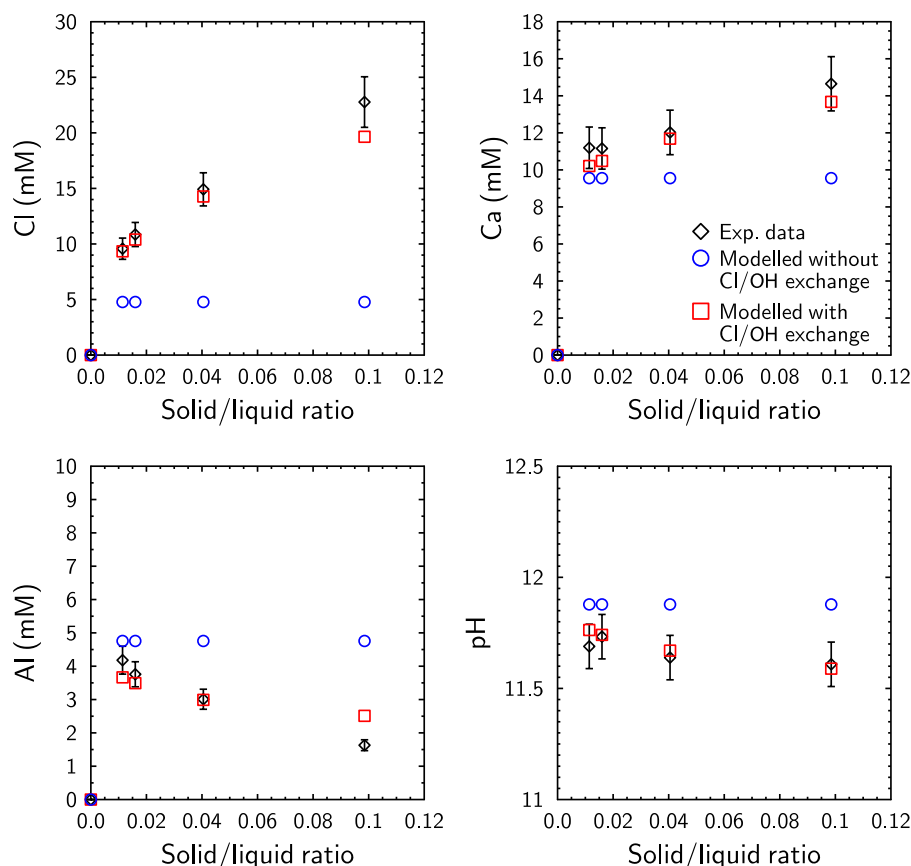 30
25
20
15
10
5
0
Cl (mM)
0.0 0.02 0.04 0.06 0.08 0.1 0.12
Solid/liquid ratio
18
16
14
12
10
8
6
4
2
0
Ca (mM)
Exp. data
Modelled without
Cl/OH exchange
Modelled with
Cl/OH exchange
0.0 0.02 0.04 0.06 0.08 0.1 0.12
Solid/liquid ratio
10
9
8
7
6
5
4
3
2
1
0
Al (mM)
0.0 0.02 0.04 0.06 0.08 0.1 0.12
Solid/liquid ratio
12.5
12
11.5
11
pH
0.0 0.02 0.04 0.06 0.08 0.1 0.12
Solid/liquid ratio